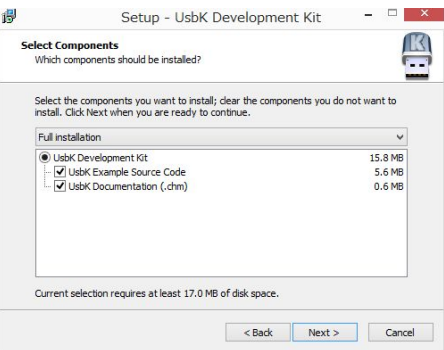 Setup - UsbK Development Kit
Select Components
Which components should be installed?
K
Select the components you want to install; clear the components you do not want to
install. Click Next when you are ready to continue.
Full installation
UsbK Development Kit 15.8 MB
UsbK Example Source Code 5.6 MB
UsbK Documentation (.chm) 0.6 MB
Current selection requires at least 17.0 MB of disk space.
< Back Next > Cancel